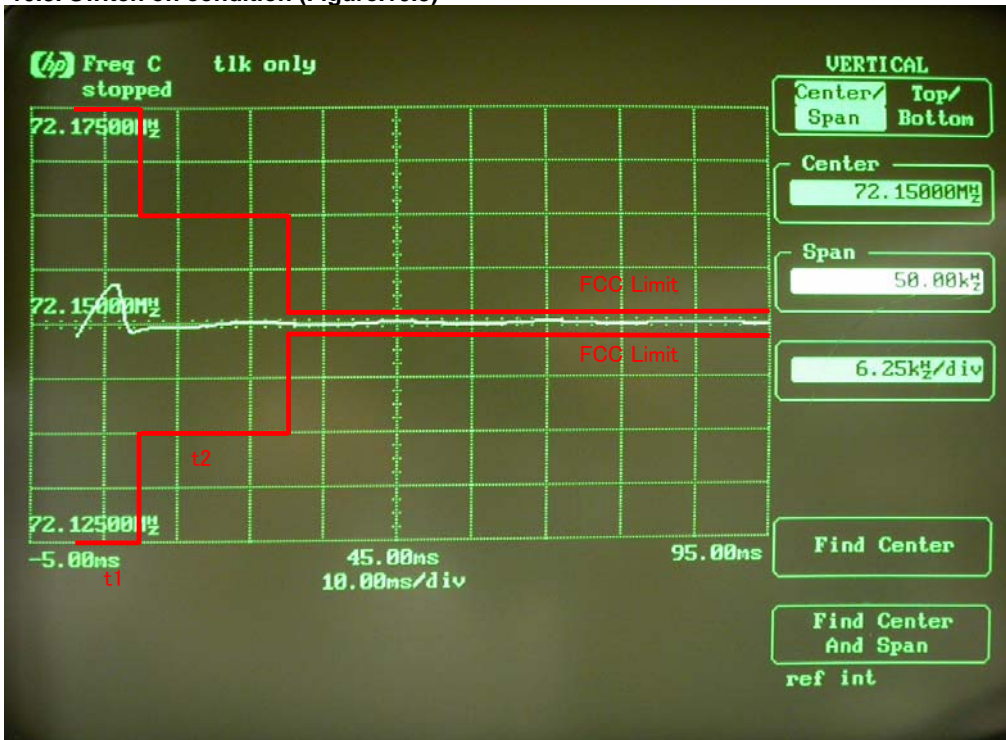 hp Freq C tlk only
stopped
VERTICAL
Center/ Span
Top/ Bottom
72.17500MHz
Center
72.15000MHz
Span
50.00kHz
FCC Limit
72.15000MHz
FCC Limit
6.25kHz/div
t2
72.12500MHz
-5.00ms
45.00ms
95.00ms
t1
10.00ms/div
Find Center
Find Center
And Span
ref int